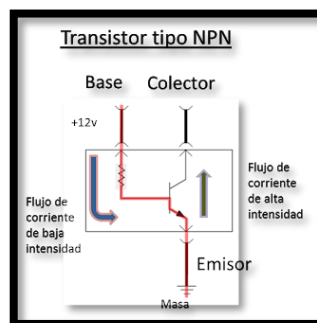 Transistor tipo NPN
Base Colector
+12v
Flujo de
corriente
de baja
intensidad
Flujo de
corriente
de alta
intensidad
Emisor
Masa